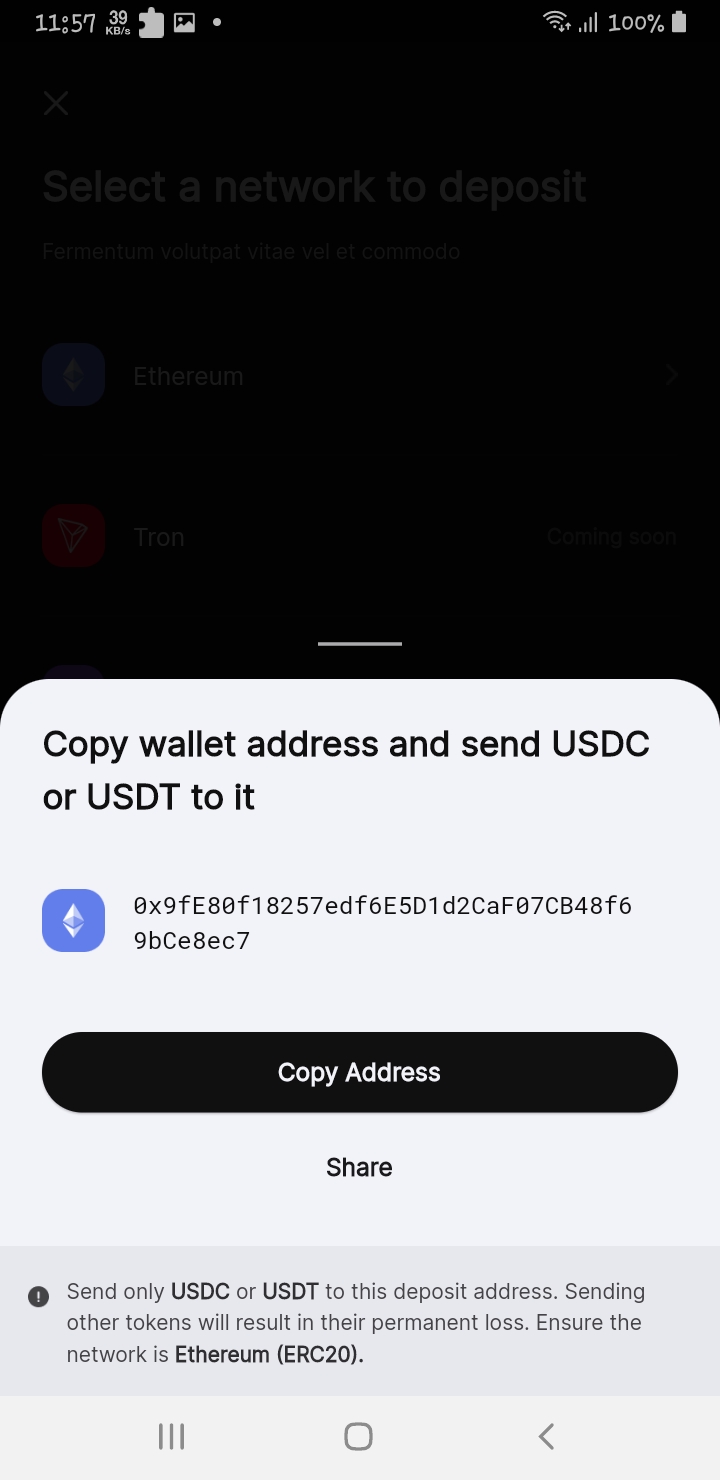 11:57 39 KB/s 100%
Select a network to deposit
Fermentum volutpat vitae vel et commodo
Ethereum
Tron Coming soon
Copy wallet address and send USDC
or USDT to it
0x9fE80f18257edf6E5D1d2CaF07CB48f6
9bCe8ec7
Copy Address
Share
Send only USDC or USDT to this deposit address. Sending
other tokens will result in their permanent loss. Ensure the
network is Ethereum (ERC20).